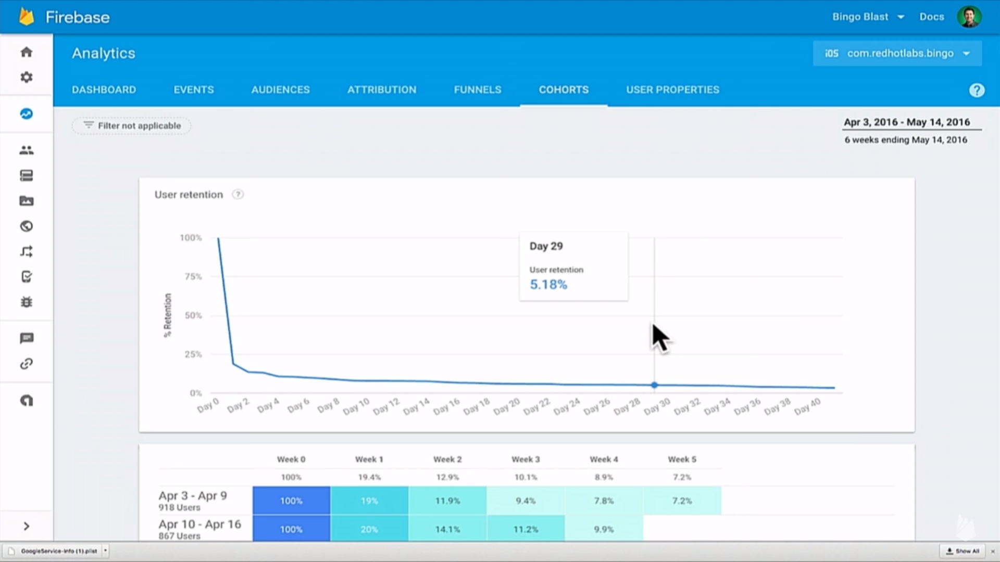 Firebase
Bingo Blast
Docs
Analytics
iOS com.redhotlabs.bingo
DASHBOARD EVENTS AUDIENCES ATTRIBUTION FUNNELS COHORTS USER PROPERTIES
?
Filter not applicable
Apr 3, 2016 - May 14, 2016
6 weeks ending May 14, 2016
User retention ?
100%
75%
50%
25%
0%
% Retention
Day 29
User retention
5.18%
Day 0 Day 2 Day 4 Day 6 Day 8 Day 10 Day 12 Day 14 Day 16 Day 18 Day 20 Day 22 Day 24 Day 26 Day 28 Day 30 Day 32 Day 34 Day 36 Day 38 Day 40
Week 0 Week 1 Week 2 Week 3 Week 4 Week 5
100% 19.4% 12.9% 10.1% 8.9% 7.2%
Apr 3 - Apr 9
918 Users
100% 19% 11.9% 9.4% 7.8% 7.2%
Apr 10 - Apr 16
867 Users
100% 20% 14.1% 11.2% 9.9%
GoogleService-Info (1).plist
Show All